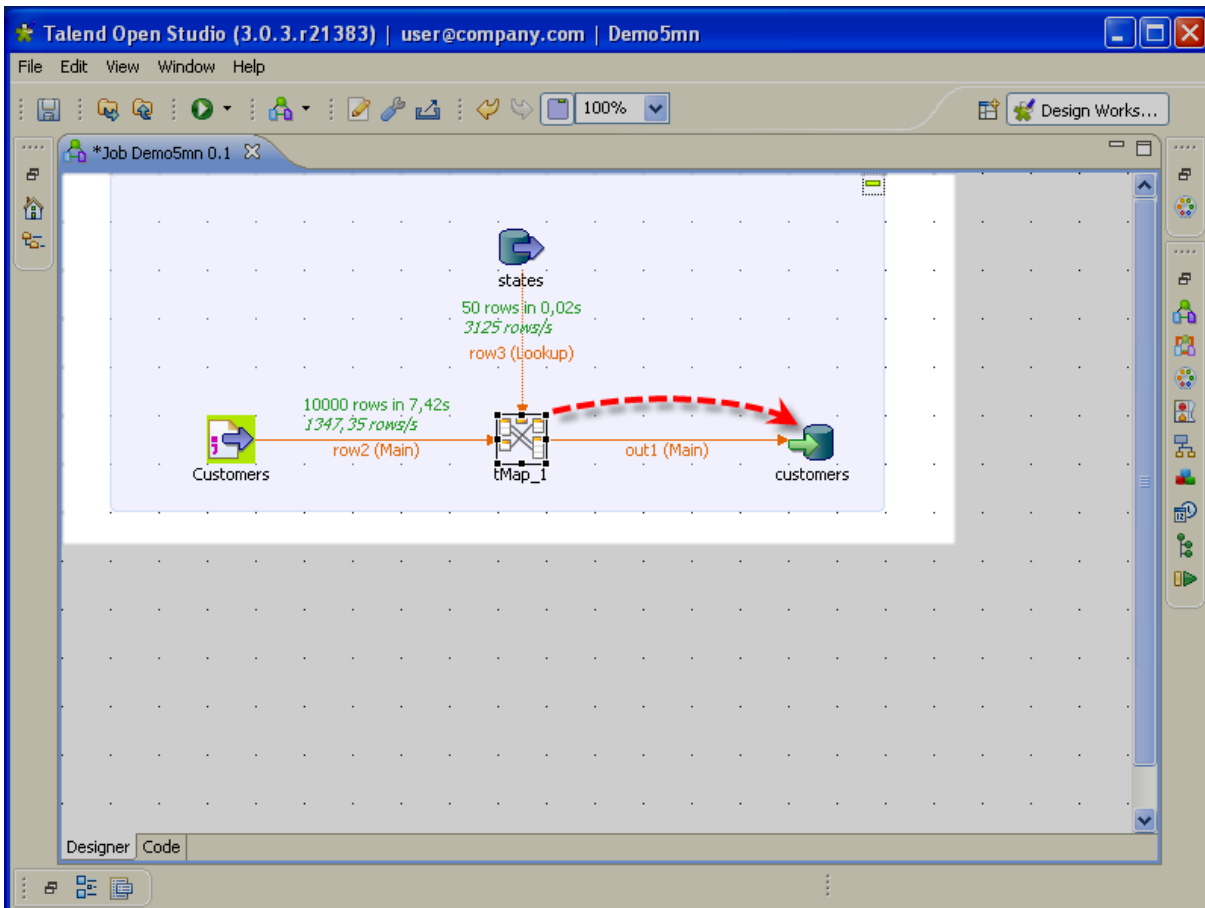 Talend Open Studio (3.0.3.r21383) | user@company.com | Demo5mn
File Edit View Window Help
100%
Design Works...
*Job Demo5mn 0.1
states
50 rows in 0,02s
3125 rows/s
row3 (Lookup)
10000 rows in 7,42s
1347,35 rows/s
row2 (Main)
out1 (Main)
Customers
tMap_1
customers
Designer Code